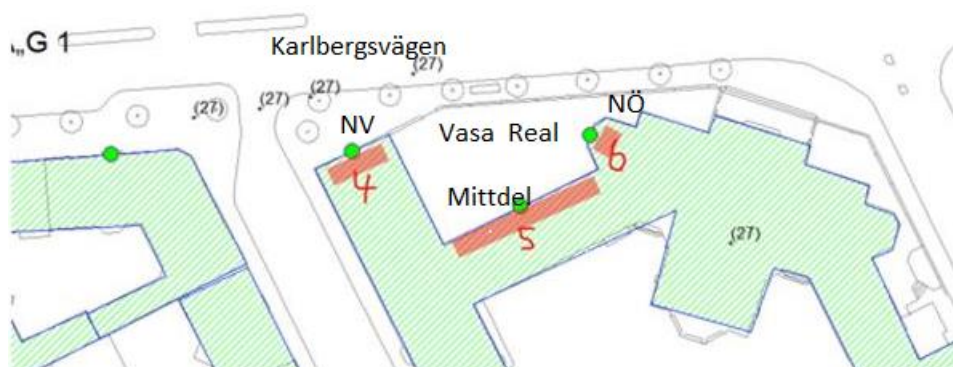 G 1
Karlbergsvägen
(27)
(27)
(27)
(27)
NV
Vasa Real
NÖ
4
6
Mittdel
5
(27)